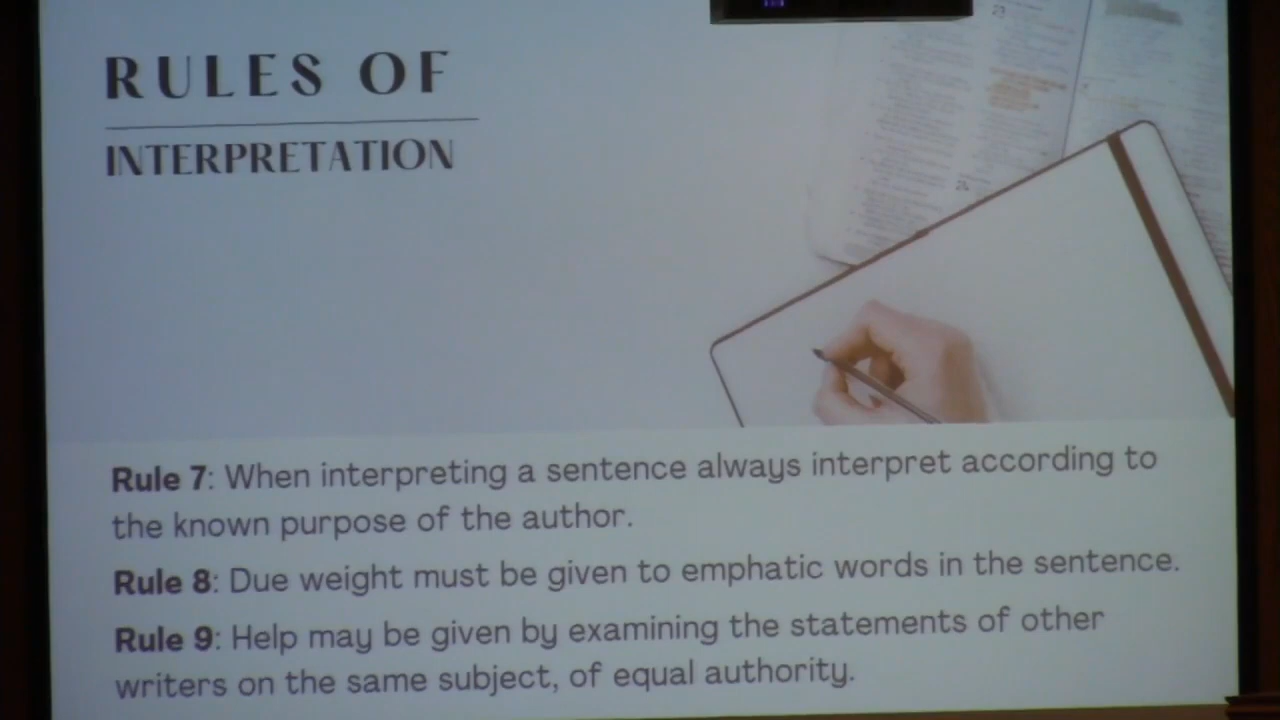 RULES OF
INTERPRETATION
Rule 7: When interpreting a sentence always interpret according to
the known purpose of the author.
Rule 8: Due weight must be given to emphatic words in the sentence.
Rule 9: Help may be given by examining the statements of other
writers on the same subject, of equal authority.